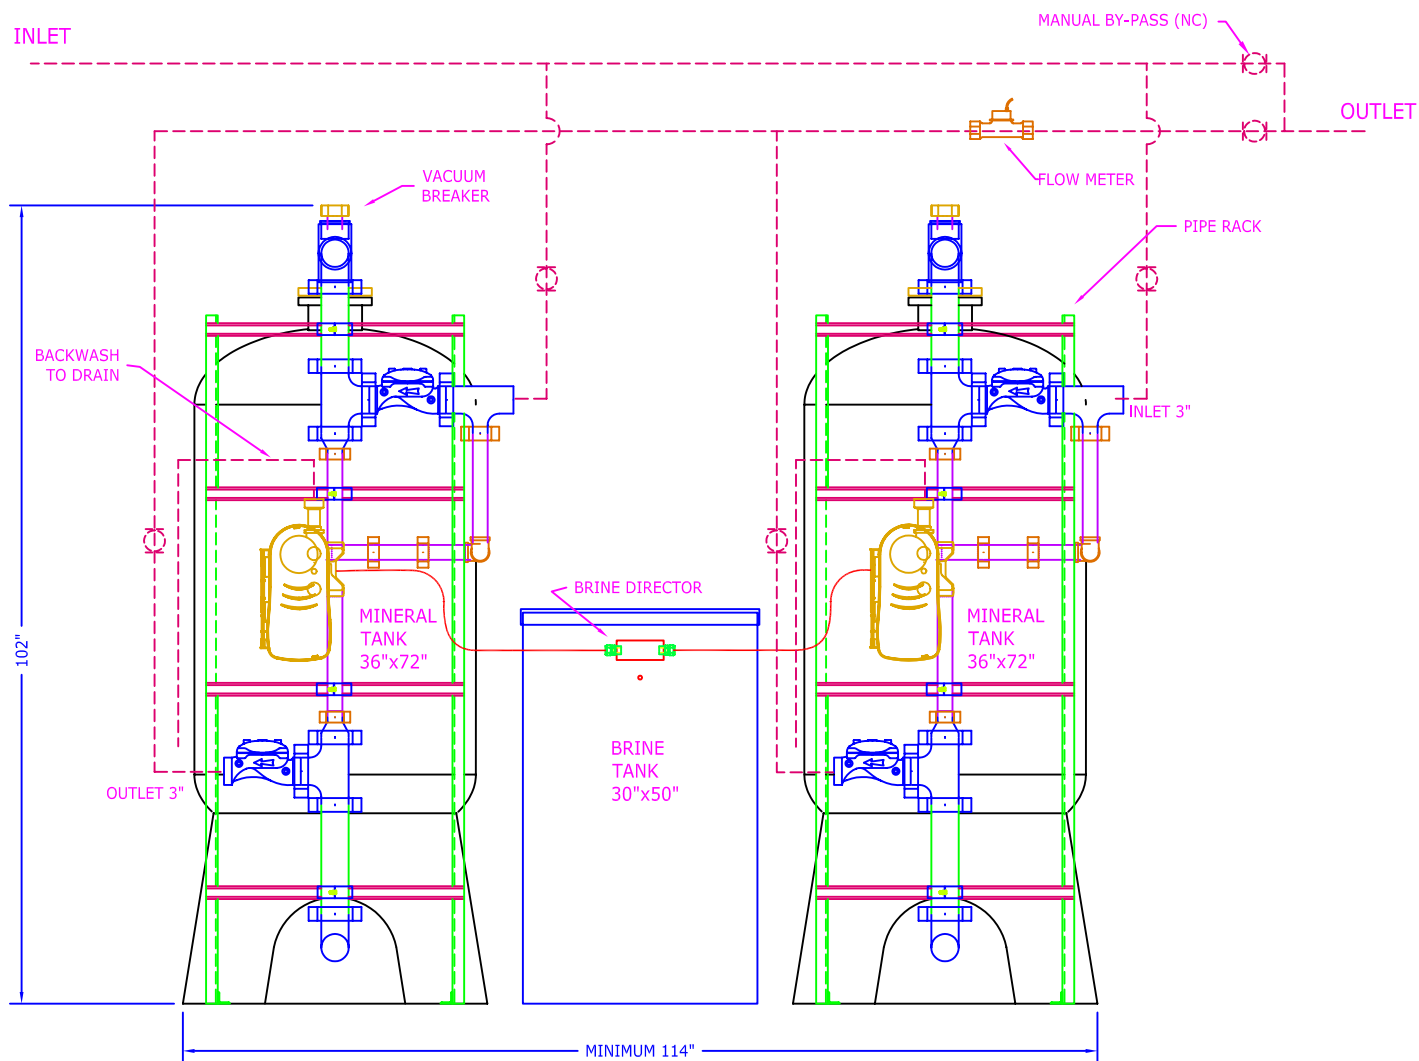 INLET
MANUAL BY-PASS (NC)
OUTLET
FLOW METER
VACUUM
BREAKER
PIPE RACK
BACKWASH
TO DRAIN
INLET 3"
BRINE DIRECTOR
MINERAL
TANK
36"x72"
MINERAL
TANK
36"x72"
102"
BRINE
TANK
30"x50"
OUTLET 3"
MINIMUM 114"